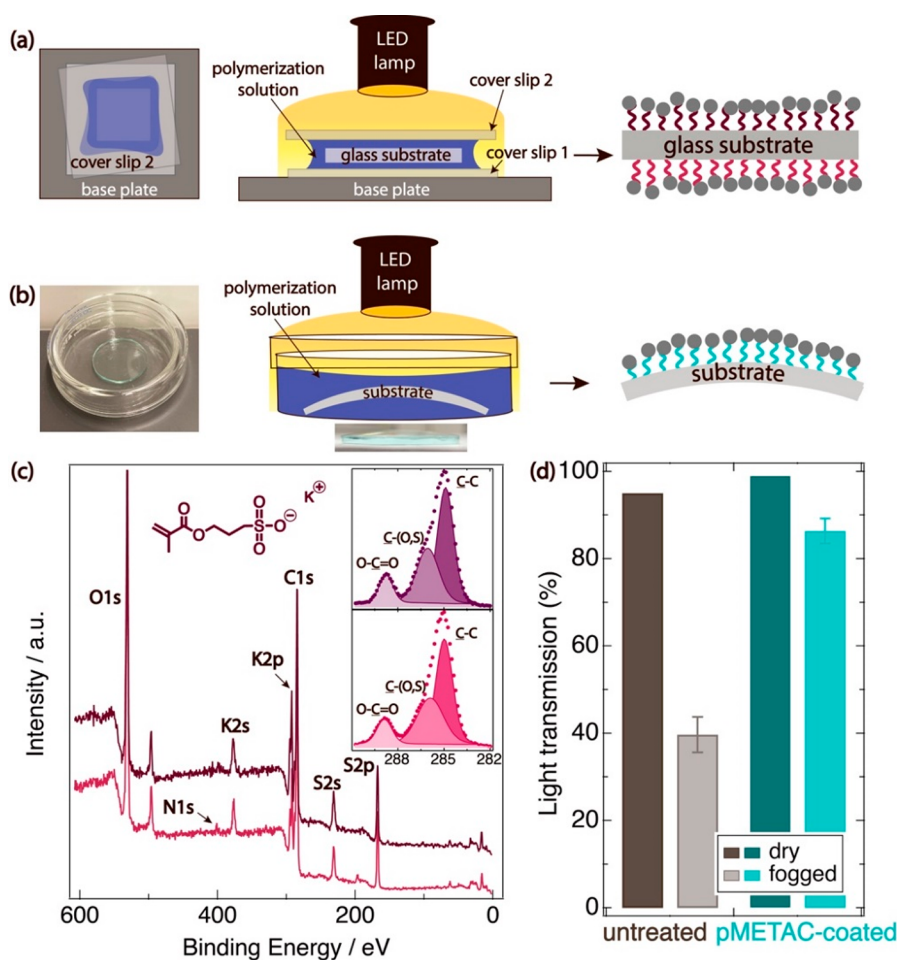 (a)
cover slip 2
base plate
LED
lamp
polymerization
solution
cover slip 2
glass substrate
cover slip 1
base plate
glass substrate
(b)
LED
lamp
polymerization
solution
substrate
substrate
(c)
Intensity / a.u.
O1s
K2s
N1s
K2p
C1s
S2s
S2p
O
O
S
O
O
O⊖
K⊕
C-C
C-(O,S)
O-C=O
C-C
C-(O,S)
O-C=O
288
285
282
600
400
200
0
Binding Energy / eV
(d)
Light transmission (%)
100
80
60
40
20
0
dry
fogged
untreated
pMETAC-coated